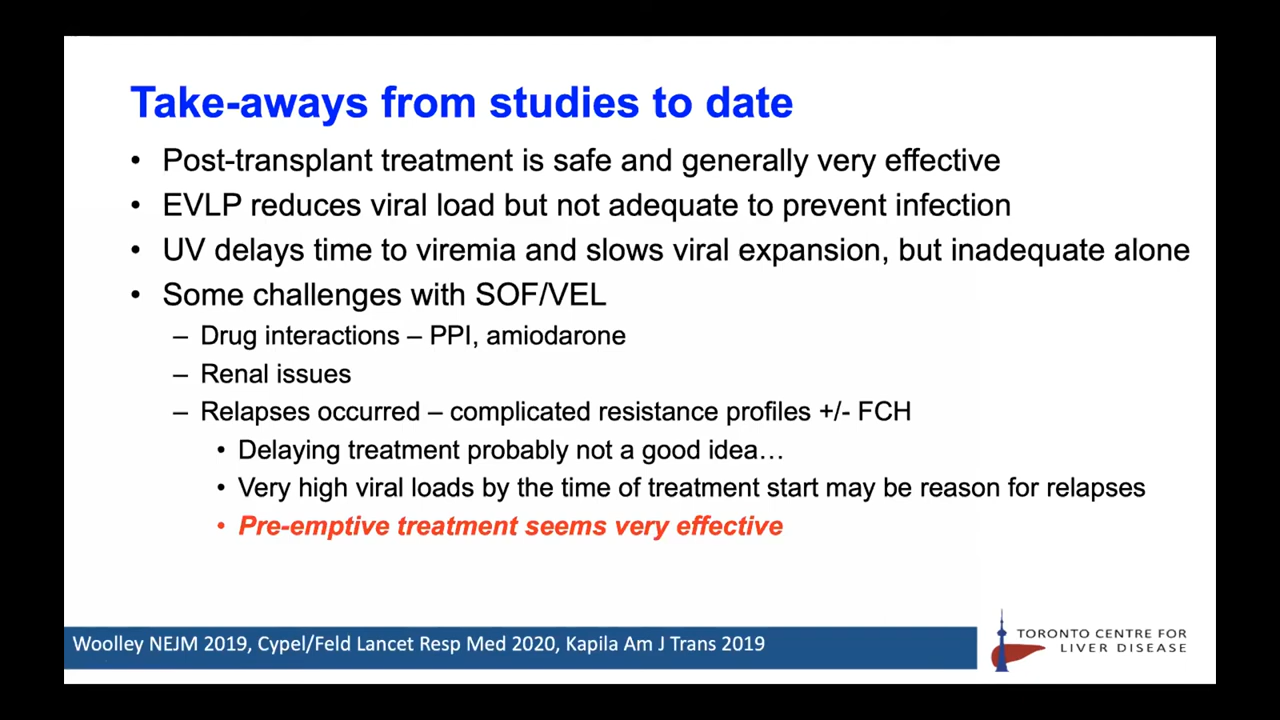 Take-aways from studies to date
• Post-transplant treatment is safe and generally very effective
• EVLP reduces viral load but not adequate to prevent infection
• UV delays time to viremia and slows viral expansion, but inadequate alone
• Some challenges with SOF/VEL
– Drug interactions – PPI, amiodarone
– Renal issues
– Relapses occurred – complicated resistance profiles +/- FCH
• Delaying treatment probably not a good idea…
• Very high viral loads by the time of treatment start may be reason for relapses
• Pre-emptive treatment seems very effective
Woolley NEJM 2019, Cypel/Feld Lancet Resp Med 2020, Kapila Am J Trans 2019
TORONTO CENTRE FOR
LIVER DISEASE